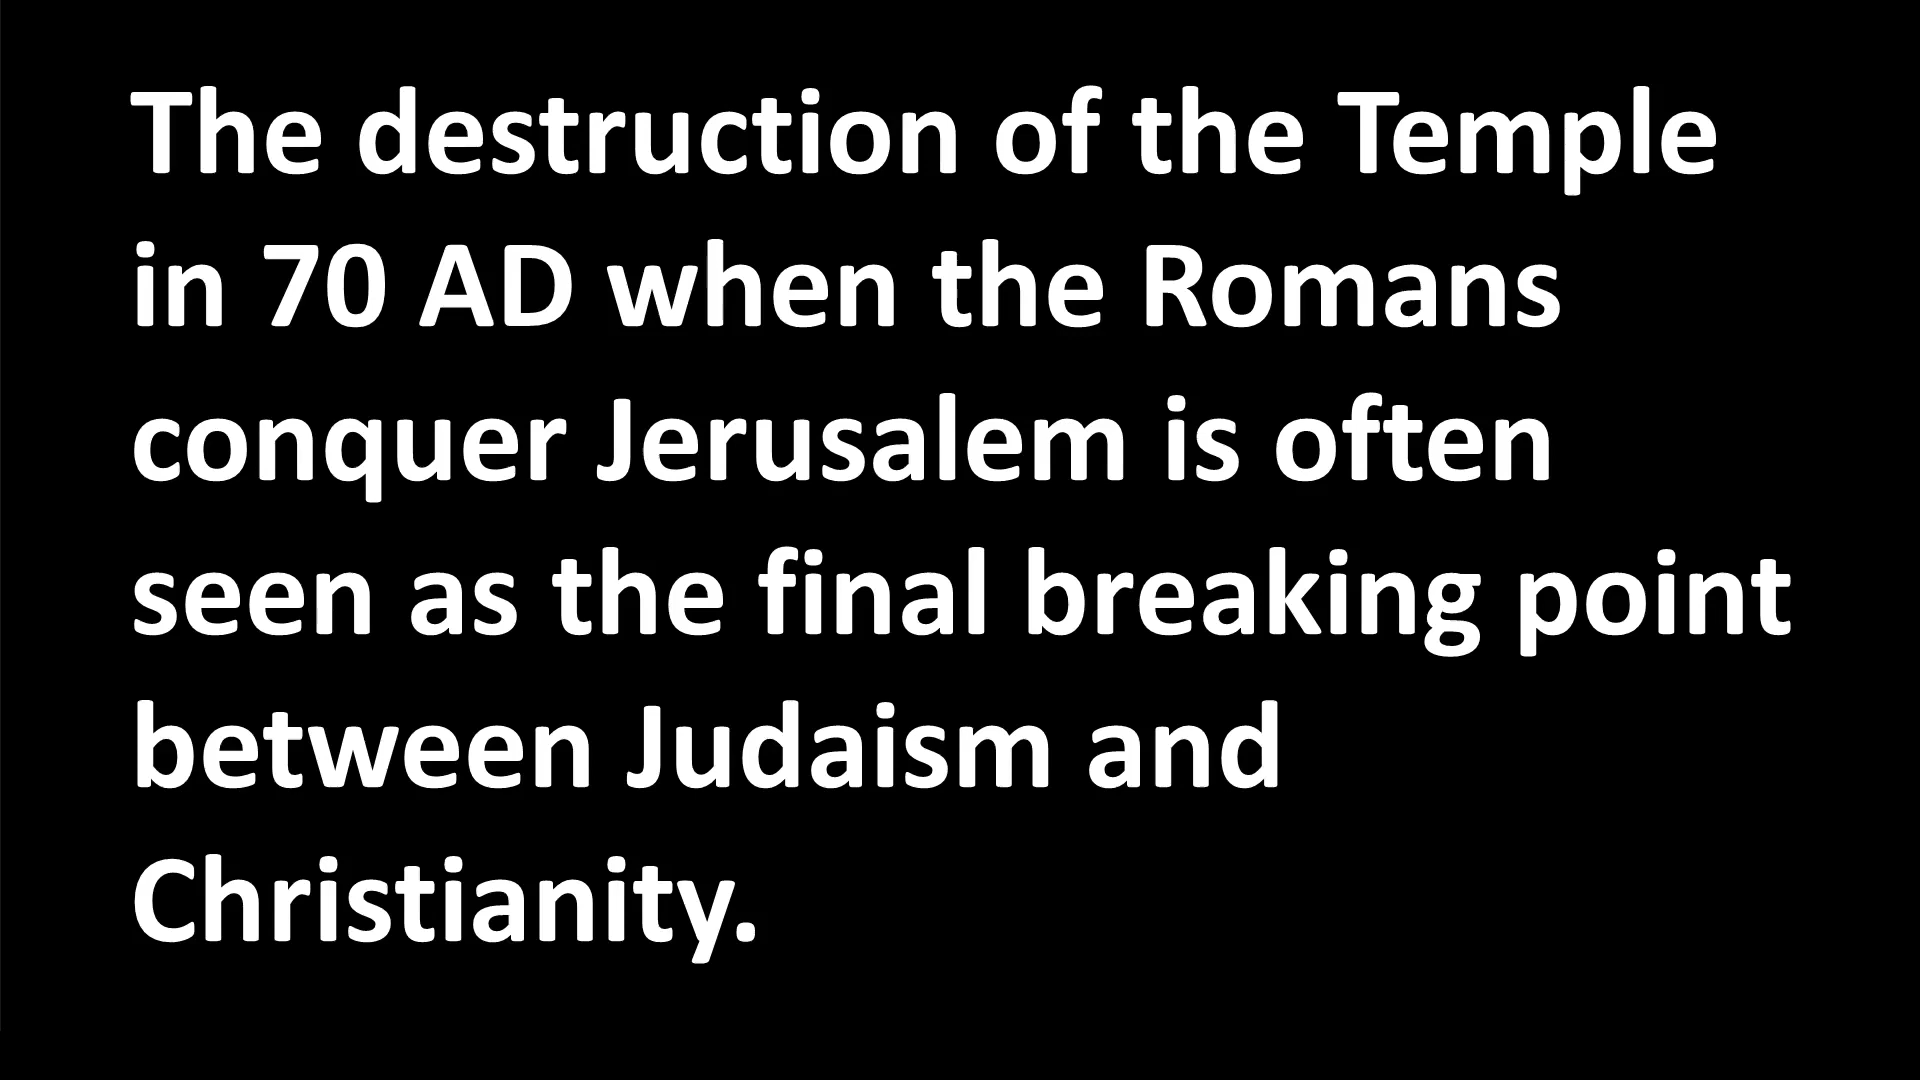 The destruction of the Temple
in 70 AD when the Romans
conquer Jerusalem is often
seen as the final breaking point
between Judaism and
Christianity.